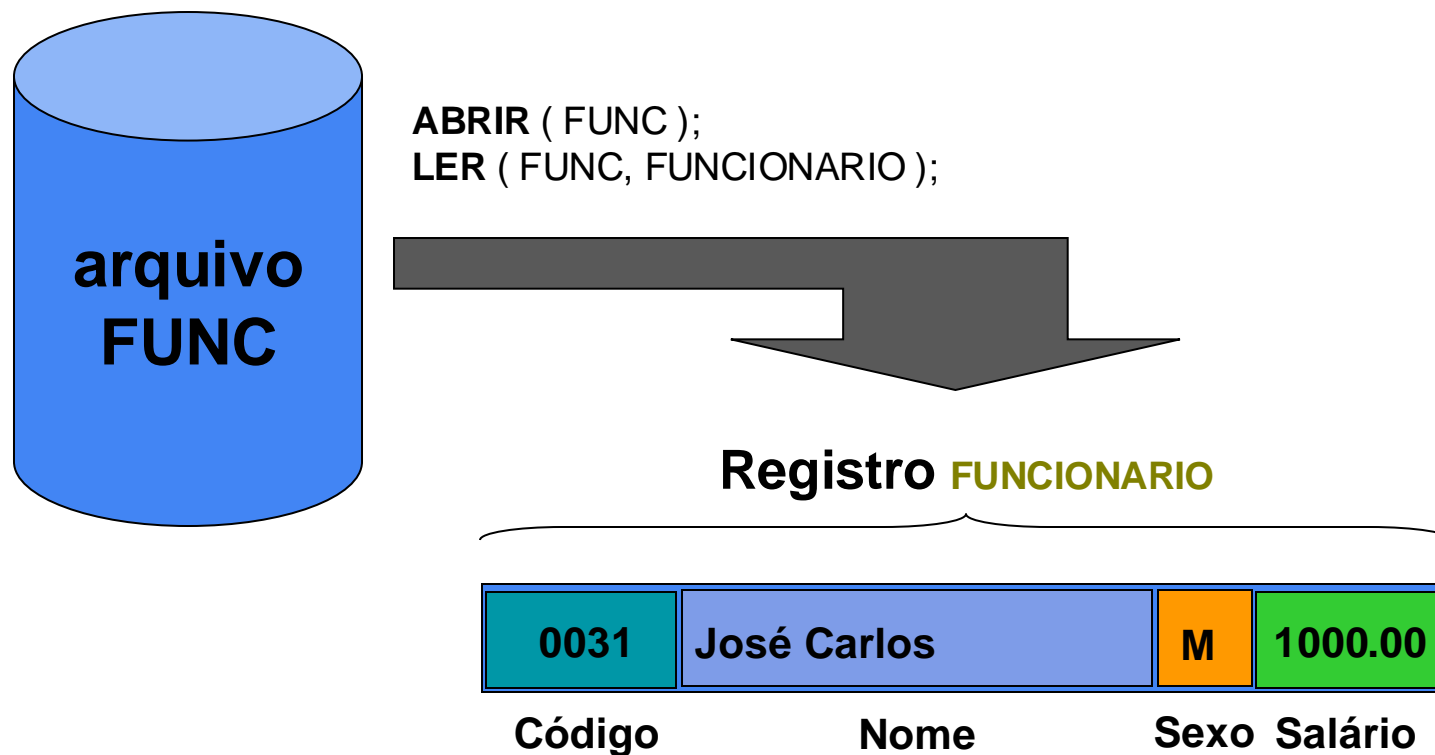 arquivo
FUNC
ABRIR ( FUNC );
LER ( FUNC, FUNCIONARIO );
Registro FUNCIONARIO
0031 José Carlos M 1000.00
Código Nome Sexo Salário